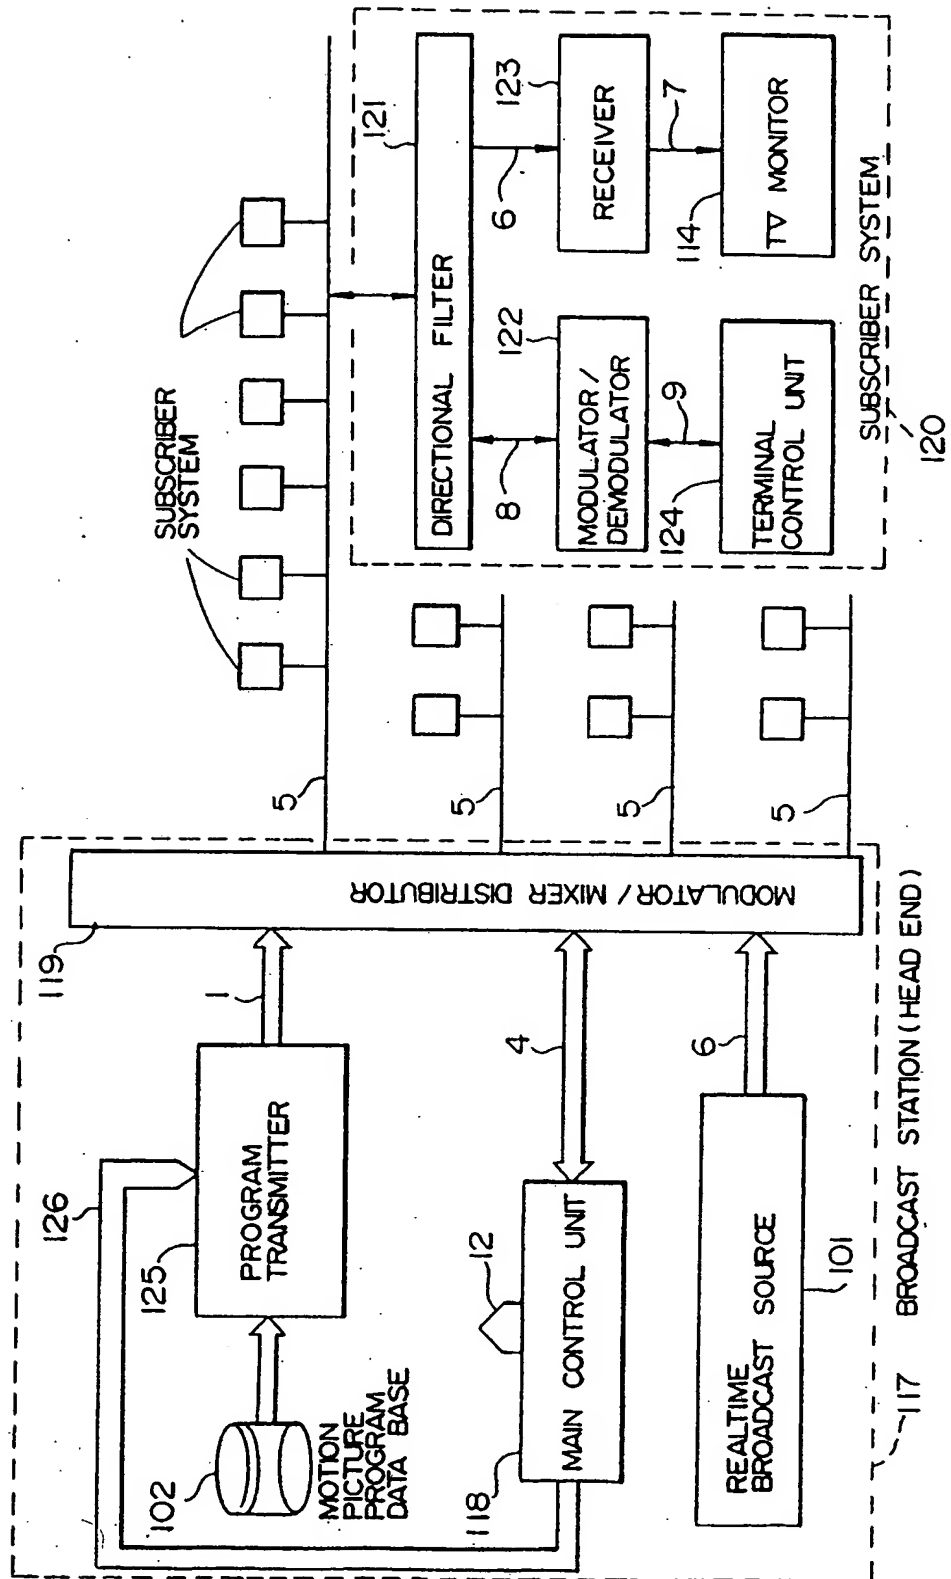 126
125
PROGRAM
TRANSMITTER
1
119
102
MOTION
PICTURE
PROGRAM
DATA BASE
12
118
MAIN CONTROL UNIT
4
REALTIME
BROADCAST SOURCE
101
6
MODULATOR / MIXER DISTRIBUTOR
117
BROADCAST STATION (HEAD END)
5
5
5
5
SUBSCRIBER
SYSTEM
121
DIRECTIONAL FILTER
8
6
122
MODULATOR /
DEMODULATOR
123
RECEIVER
9
7
124
TERMINAL
CONTROL UNIT
114
TV MONITOR
SUBSCRIBER SYSTEM
120